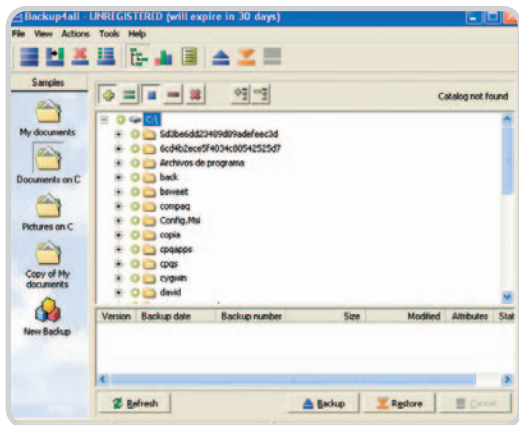 Backup4all - UNREGISTERED (will expire in 30 days)
File View Actions Tools Help
Samples
My documents
Documents on C
Pictures on C
Copy of My documents
New Backup
Catalog not found
C:\
5d3be6dd23489d89adefeec3d
6cd4b2ece5f4034c80542525d7
Archivos de programa
back
bsweet
compaq
Config.Msi
copia
cpqapps
cpqs
cygwin
david
Version Backup date Backup number Size Modified Attributes Stat
Refresh Backup Restore Cancel